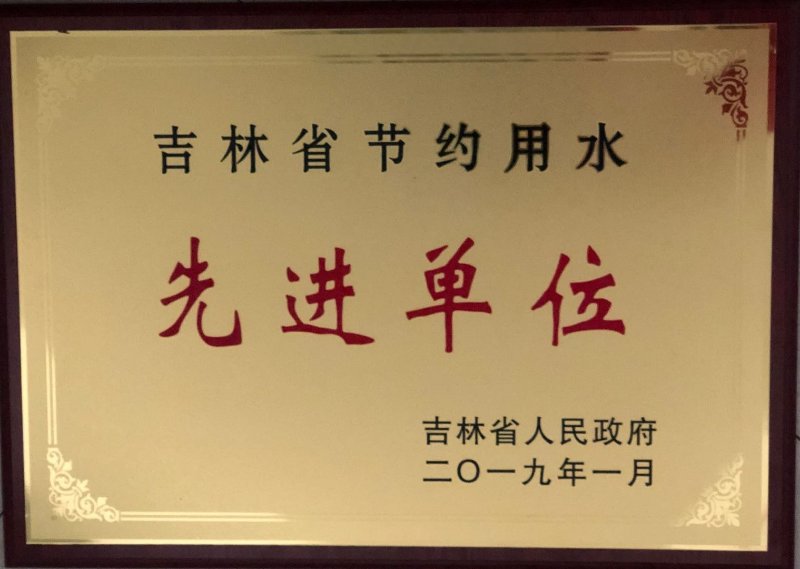 吉林省节约用水
先进单位
吉林省人民政府
二〇一九年一月